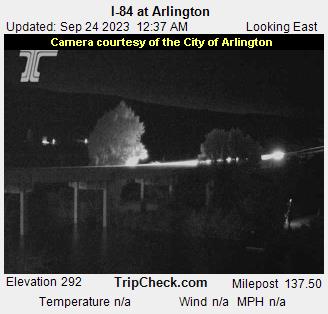 I-84 at Arlington
Updated: Sep 24 2023 12:37 AM Looking East
Camera courtesy of the City of Arlington
Elevation 292 TripCheck.com Milepost 137.50
Temperature n/a Wind n/a MPH n/a